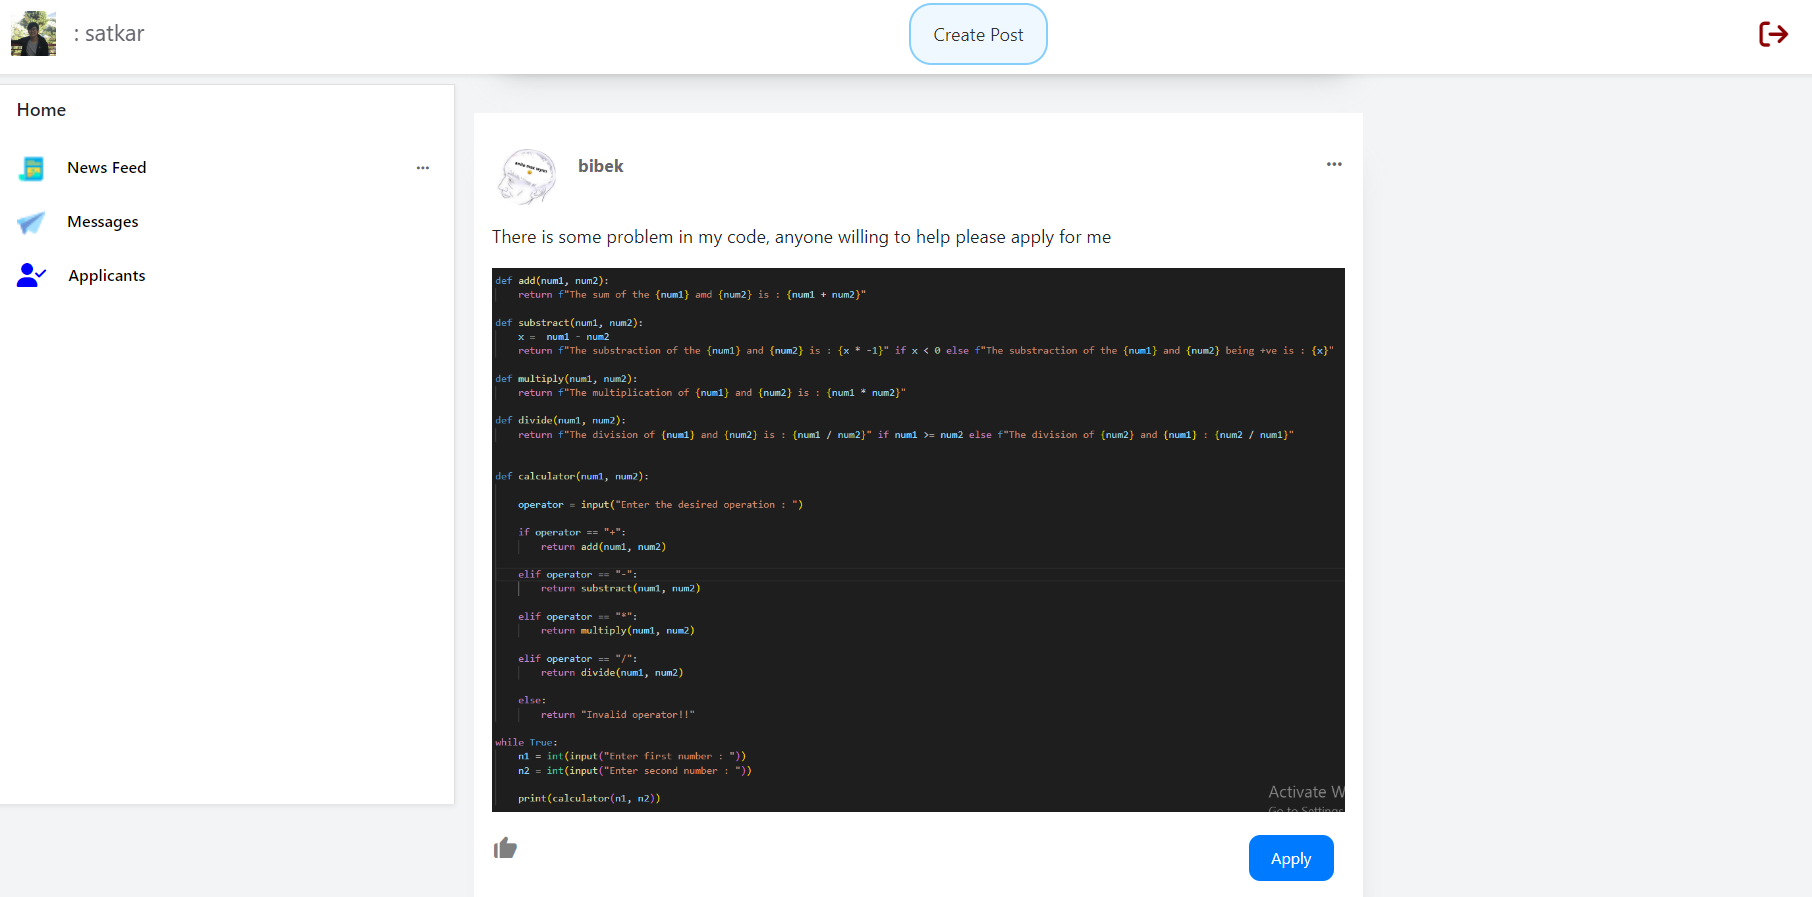 : satkar
Create Post
Home
News Feed
Messages
Applicants
bibek
There is some problem in my code, anyone willing to help please apply for me
def add(num1, num2):
return f"The sum of the {num1} amd {num2} is : {num1 + num2}"
def substract(num1, num2):
x =  num1 - num2
return f"The substraction of the {num1} and {num2} is : {x * -1}" if x < 0 else f"The substraction of the {num1} and {num2} being +ve is : {x}"
def multiply(num1, num2):
return f"The multiplication of {num1} and {num2} is : {num1 * num2}"
def divide(num1, num2):
return f"The division of {num1} and {num2} is : {num1 / num2}" if num1 >= num2 else f"The division of {num2} and {num1} : {num2 / num1}"
def calculator(num1, num2):
operator = input("Enter the desired operation : ")
if operator == "+":
return add(num1, num2)
elif operator == "-":
return substract(num1, num2)
elif operator == "*":
return multiply(num1, num2)
elif operator == "/":
return divide(num1, num2)
else:
return "Invalid operator!!"
while True:
n1 = int(input("Enter first number : "))
n2 = int(input("Enter second number : "))
print(calculator(n1, n2))
Activate W
Go to Settings
Apply